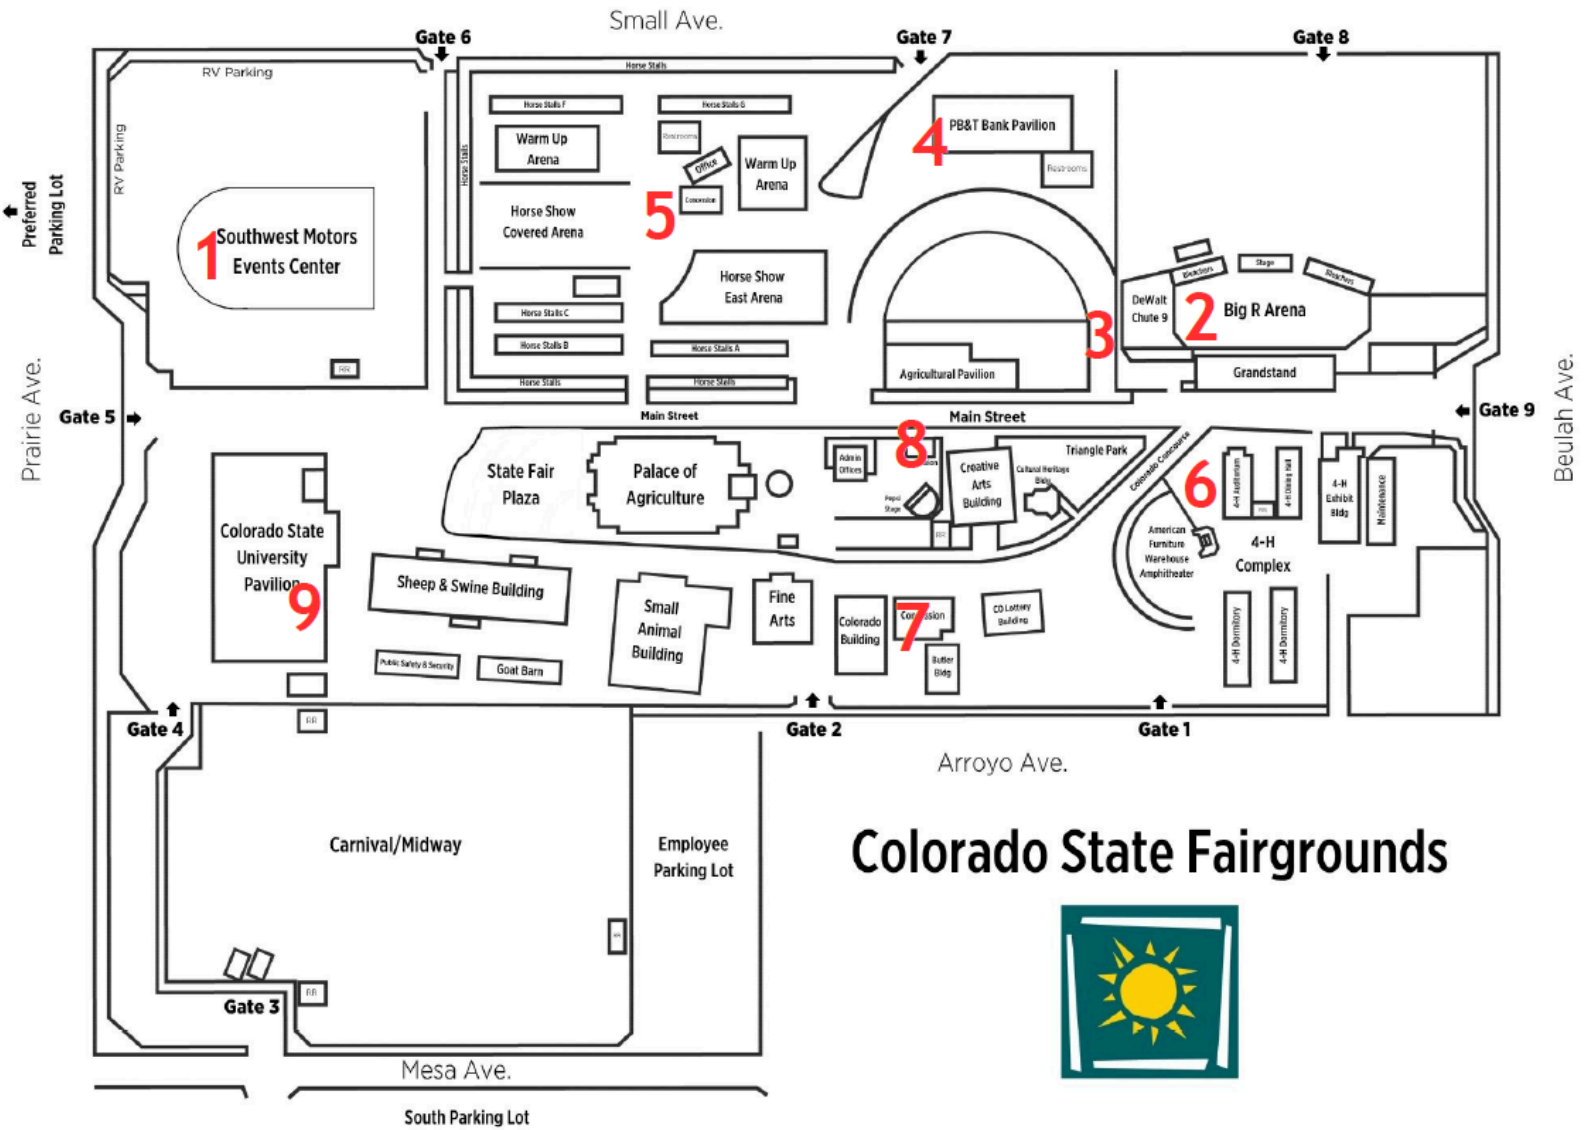 Small Ave.
Gate 6
Gate 7
Gate 8
RV Parking
Horse Stalls
RV Parking
Horse Stalls
Horse Stalls F
Horse Stalls G
Warm Up
Arena
Restrooms
Office
Warm Up
Arena
Concession
4
PB&T Bank Pavilion
Restrooms
Preferred
Parking Lot
1
Southwest Motors
Events Center
Horse Show
Covered Arena
5
Horse Show
East Arena
Horse Stalls C
Horse Stalls B
Horse Stalls A
Horse Stalls
Horse Stalls
RR
Bleachers
Stage
Bleachers
DeWalt
Chute 9
2
Big R Arena
3
Agricultural Pavilion
Grandstand
Prairie Ave.
Beulah Ave.
Gate 5
Main Street
Main Street
Gate 9
State Fair
Plaza
Palace of
Agriculture
Admin
Offices
8
Pepsi
Stage
RR
Creative
Arts
Building
Cultural Heritage
Bldg
Triangle Park
Colorado Concourse
6
4-H Auditorium
RR
4-H Dining Hall
4-H
Exhibit
Bldg
Maintenance
American
Furniture
Warehouse
Amphitheater
4-H
Complex
4-H Dormitory
4-H Dormitory
Colorado State
University
Pavilion
9
Sheep & Swine Building
Public Safety & Security
Goat Barn
Small
Animal
Building
Fine
Arts
Colorado
Building
7
Butler
Bldg
CO Lottery
Building
Gate 4
RR
Gate 2
Gate 1
Arroyo Ave.
Carnival/Midway
Employee
Parking Lot
RR
Gate 3
RR
Colorado State Fairgrounds
Mesa Ave.
South Parking Lot